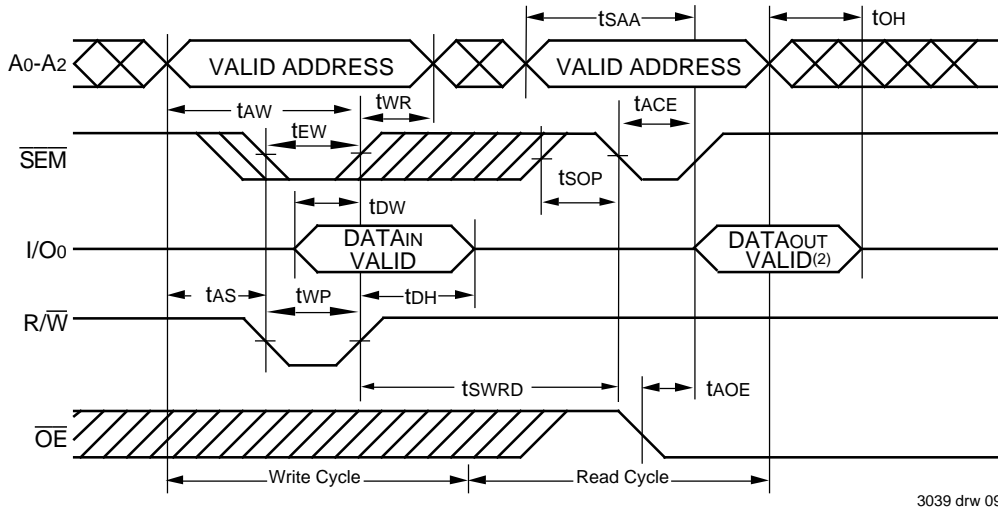 tSAA
tOH
A0-A2
VALID ADDRESS
VALID ADDRESS
tAW
tWR
tACE
tEW
SEM
tSOP
tDW
I/O0
DATAIN
VALID
DATAOUT
VALID(2)
tAS
tWP
tDH
R/W
tSWRD
tAOE
OE
Write Cycle
Read Cycle
3039 drw 09